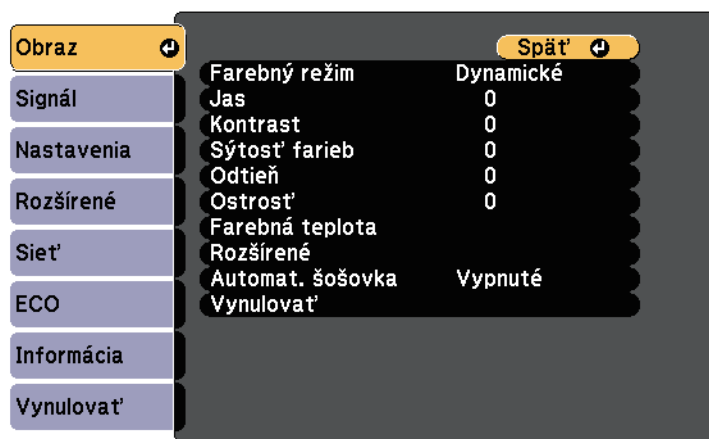 Obraz
Signál
Nastavenia
Rozšírené
Sieť
ECO
Informácia
Vynulovať
Späť
Farebný režim Dynamické
Jas 0
Kontrast 0
Sýtosť farieb 0
Odtieň 0
Ostrosť 0
Farebná teplota
Rozšírené
Automat. šošovka Vypnuté
Vynulovať